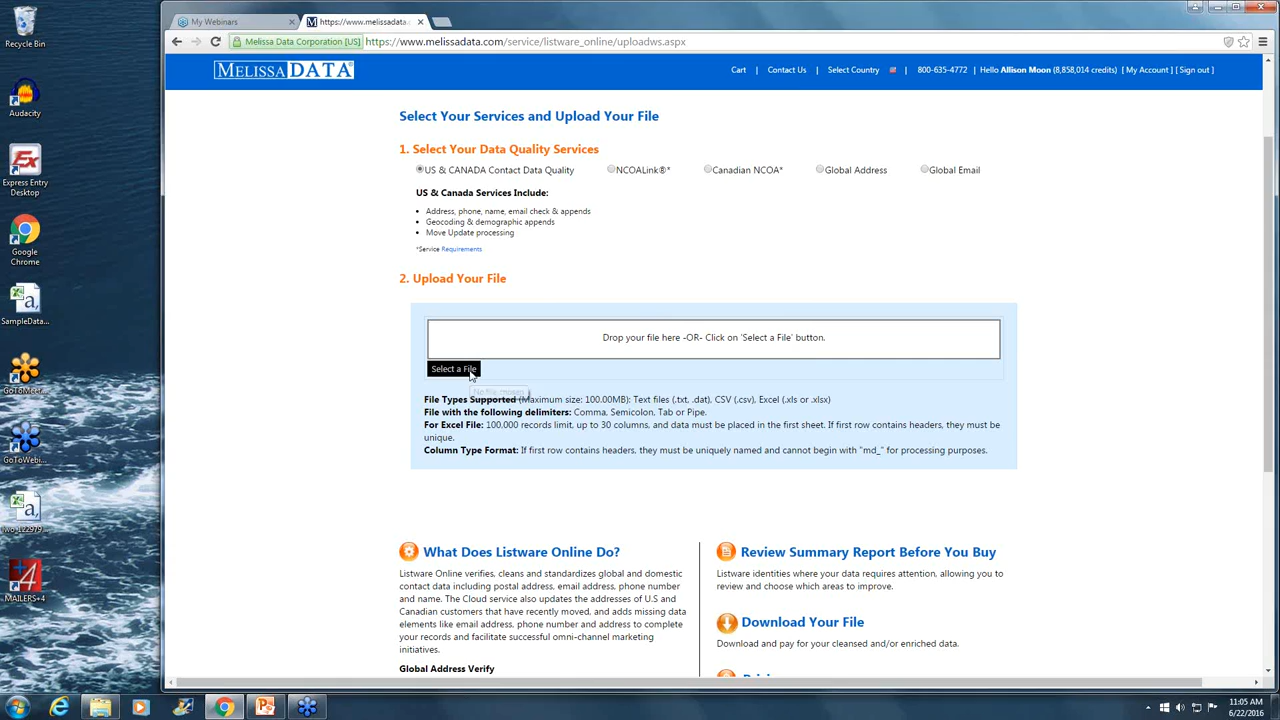 My Webinars
https://www.melissadata.
Melissa Data Corporation [US]
https://www.melissadata.com/service/listware_online/uploadws.aspx
MELISSADATA
Cart | Contact Us | Select Country | 800-635-4772 | Hello Allison Moon (8,858,014 credits) [ My Account ] [ Sign out ]
Select Your Services and Upload Your File
1. Select Your Data Quality Services
US & CANADA Contact Data Quality
NCOALink®*
Canadian NCOA*
Global Address
Global Email
US & Canada Services Include:
• Address, phone, name, email check & appends
• Geocoding & demographic appends
• Move Update processing
*Service Requirements
2. Upload Your File
Drop your file here -OR- Click on 'Select a File' button.
Select a File
No file chosen
File Types Supported (Maximum size: 100.00MB): Text files (.txt, .dat), CSV (.csv), Excel (.xls or .xlsx)
File with the following delimiters: Comma, Semicolon, Tab or Pipe.
For Excel File: 100,000 records limit, up to 30 columns, and data must be placed in the first sheet. If first row contains headers, they must be
unique.
Column Type Format: If first row contains headers, they must be uniquely named and cannot begin with "md_" for processing purposes.
What Does Listware Online Do?
Listware Online verifies, cleans and standardizes global and domestic
contact data including postal address, email address, phone number
and name. The Cloud service also updates the addresses of U.S and
Canadian customers that have recently moved, and adds missing data
elements like email address, phone number and address to complete
your records and facilitate successful omni-channel marketing
initiatives.
Global Address Verify
Review Summary Report Before You Buy
Listware identities where your data requires attention, allowing you to
review and choose which areas to improve.
Download Your File
Download and pay for your cleansed and/or enriched data.
Recycle Bin
Audacity
Express Entry
Desktop
Google
Chrome
SampleData...
GoToMee...
GoToWebi...
MAILERS+4
11:05 AM
6/22/2016